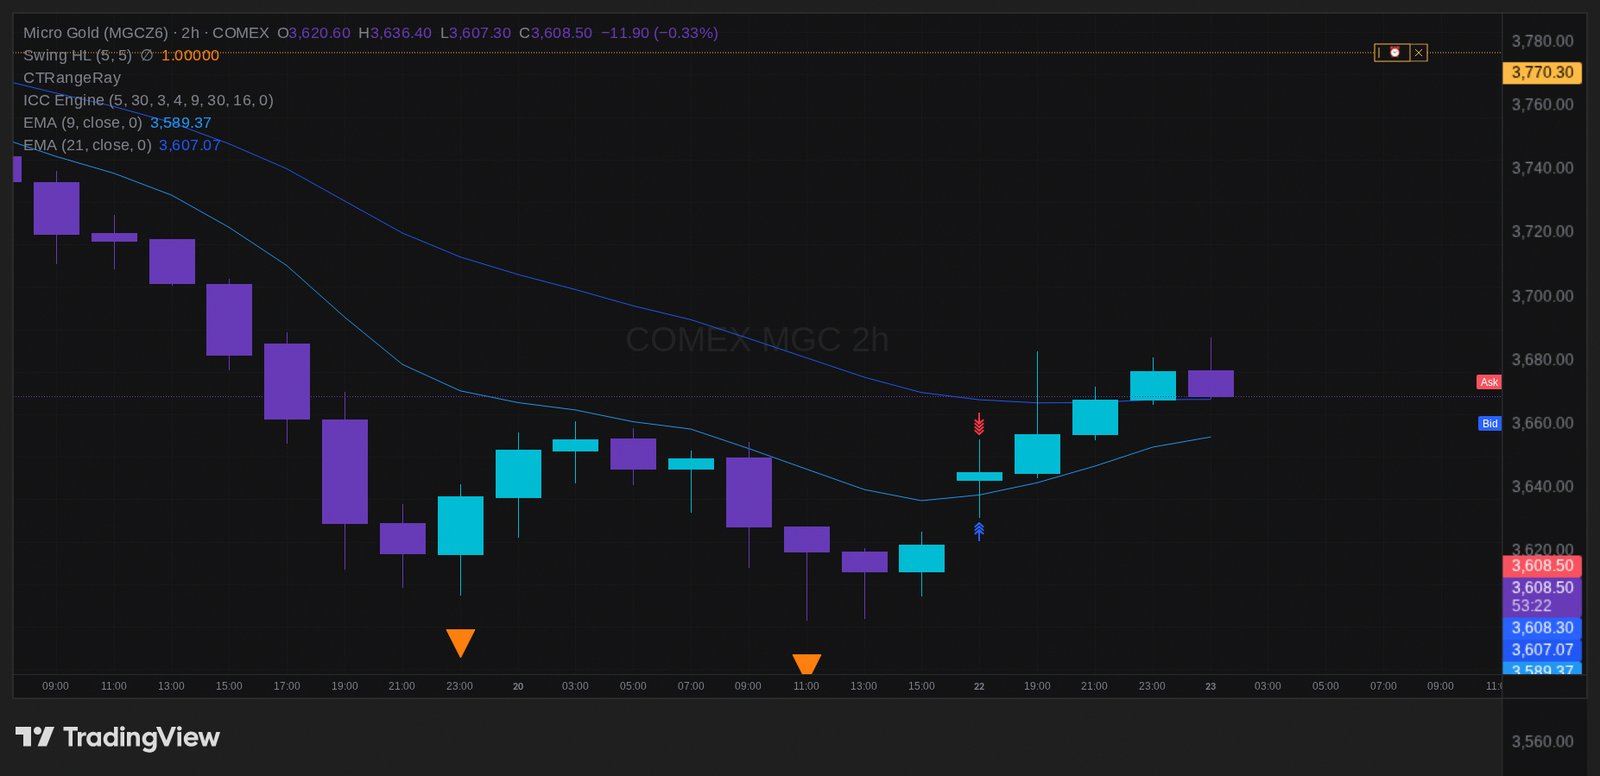 Micro Gold (MGCZ6) · 2h · COMEX O3,620.60 H3,636.40 L3,607.30 C3,608.50 −11.90 (−0.33%)
Swing HL (5, 5) ∅ 1.00000
CTRangeRay
ICC Engine (5, 30, 3, 4, 9, 30, 16, 0)
EMA (9, close, 0) 3,589.37
EMA (21, close, 0) 3,607.07
COMEX MGC 2h
3,780.00
3,770.30
3,760.00
3,740.00
3,720.00
3,700.00
3,680.00
Ask
3,660.00
Bid
3,640.00
3,620.00
3,608.50
3,608.50
53:22
3,608.30
3,607.07
3,589.37
3,560.00
09:00 11:00 13:00 15:00 17:00 19:00 21:00 23:00 20 03:00 05:00 07:00 09:00 11:00 13:00 15:00 22 19:00 21:00 23:00 23 03:00 05:00 07:00 09:00
TradingView